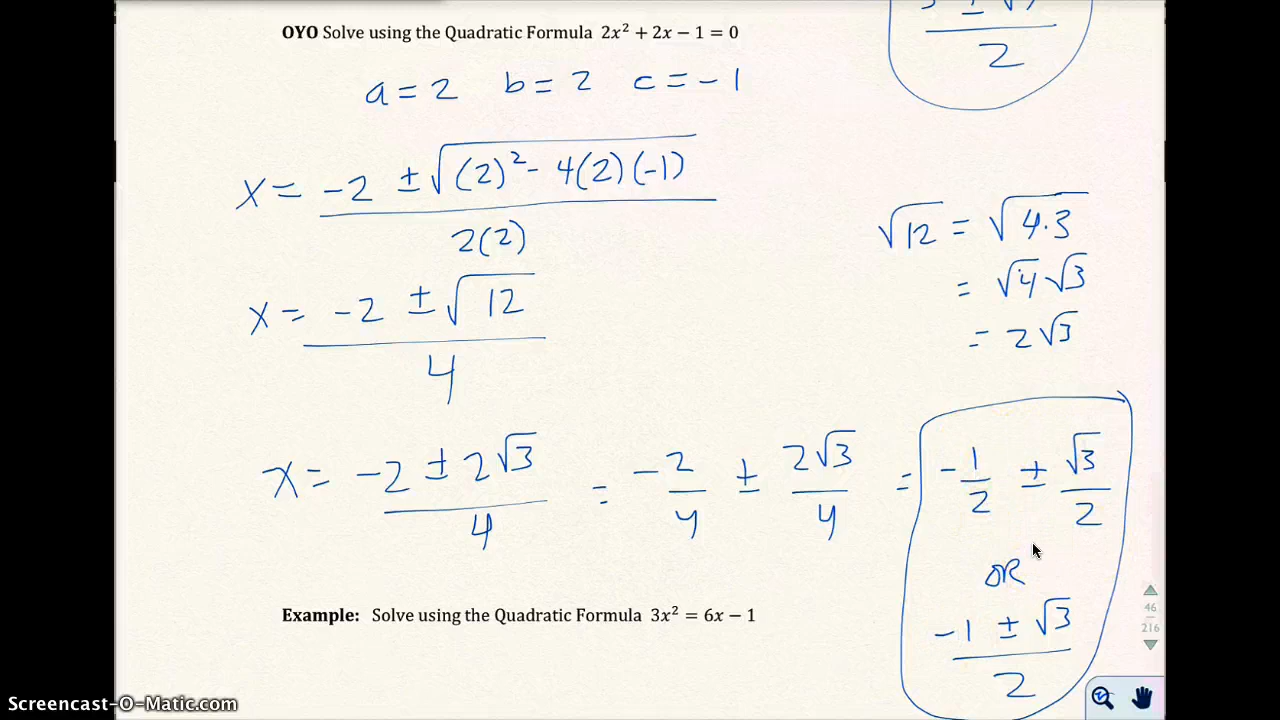 OYO Solve using the Quadratic Formula 2x² + 2x − 1 = 0
a = 2 b = 2 c = -1
x = -2 ± √(2)² - 4(2)(-1)
2(2)
x = -2 ± √12
4
x = -2 ± 2√3 = -2 ± 2√3 = -1 ± √3
4 4 4 2 2
OR
-1 ± √3
2
√12 = √4·3
= √4 √3
= 2√3
2
Example: Solve using the Quadratic Formula 3x² = 6x − 1
46
216
Screencast-O-Matic.com